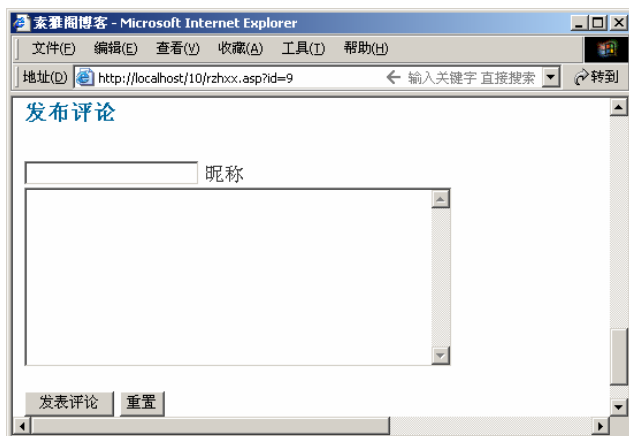 素雅阁博客 - Microsoft Internet Explorer
文件(F) 编辑(E) 查看(V) 收藏(A) 工具(T) 帮助(H)
地址(D) http://localhost/10/rzhxx.asp?id=9 输入关键字 直接搜索 转到
发布评论
昵称
发表评论 重置